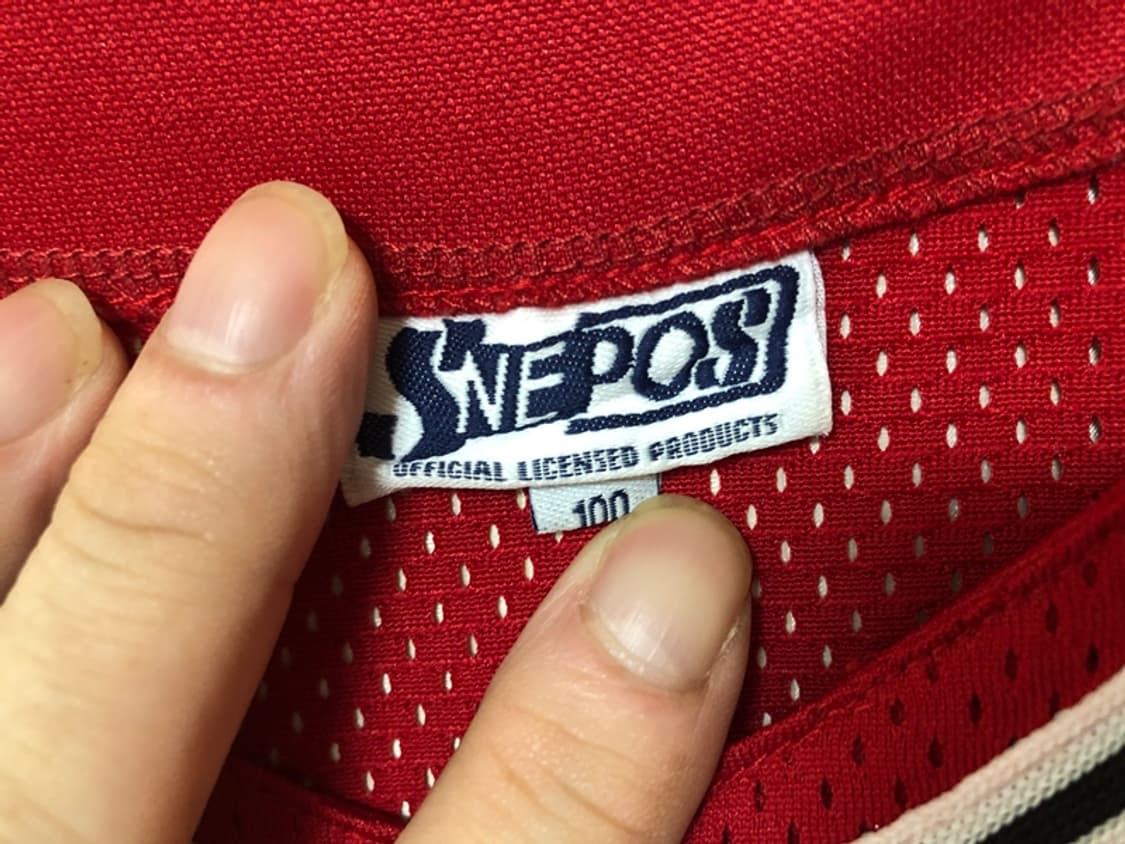 SNEPOS
OFFICIAL LICENSED PRODUCTS
100